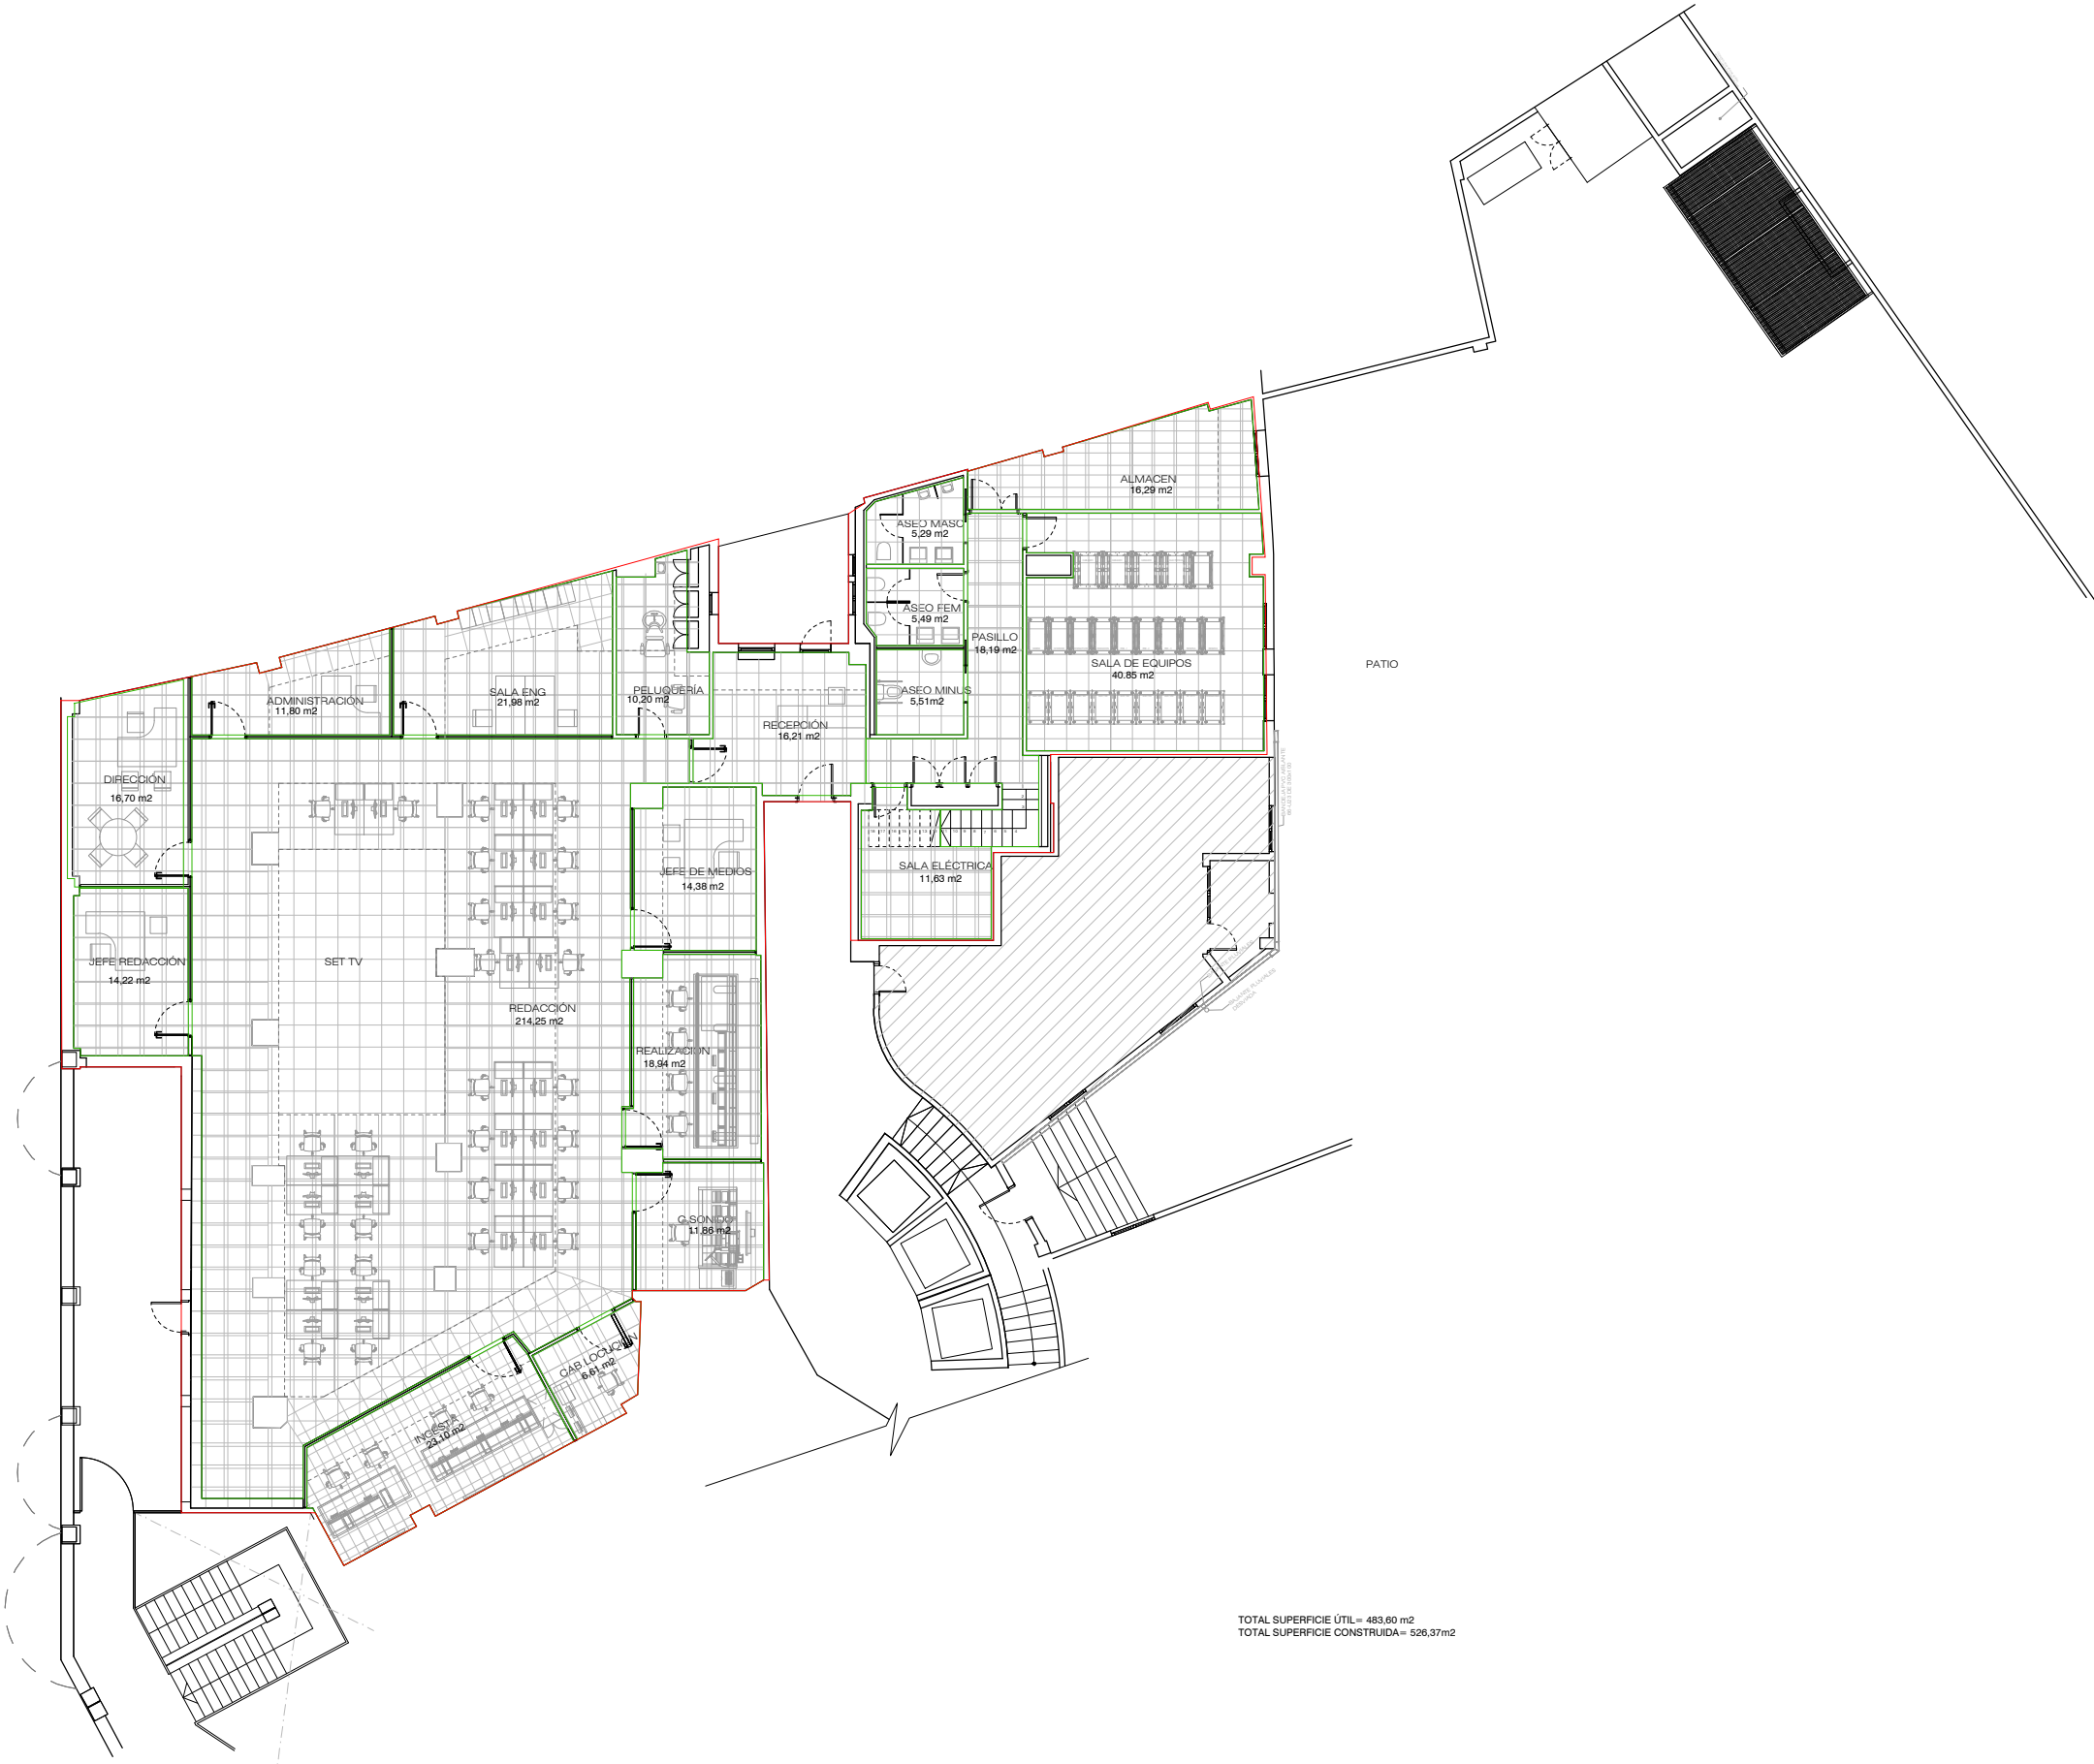 ALMACEN
16,29 m2
ASEO MASC
5,29 m2
ASEO FEM
5,49 m2
PASILLO
18,19 m2
SALA DE EQUIPOS
40.85 m2
PATIO
ADMINISTRACIÓN
11,80 m2
SALA ENG
21,98 m2
PELUQUERÍA
10,20 m2
ASEO MINUS
5,51m2
RECEPCIÓN
16,21 m2
DIRECCIÓN
16,70 m2
JEFE DE MEDIOS
14,38 m2
SALA ELÉCTRICA
11,63 m2
JEFE REDACCIÓN
14,22 m2
SET TV
REDACCIÓN
214,25 m2
REALIZACIÓN
18,94 m2
C.SONIDO
11,86 m2
CAB LOCUCIÓN
6,61 m2
INGESTA
23,10 m2
TOTAL SUPERFICIE ÚTIL= 483,60 m2
TOTAL SUPERFICIE CONSTRUIDA= 526,37m2